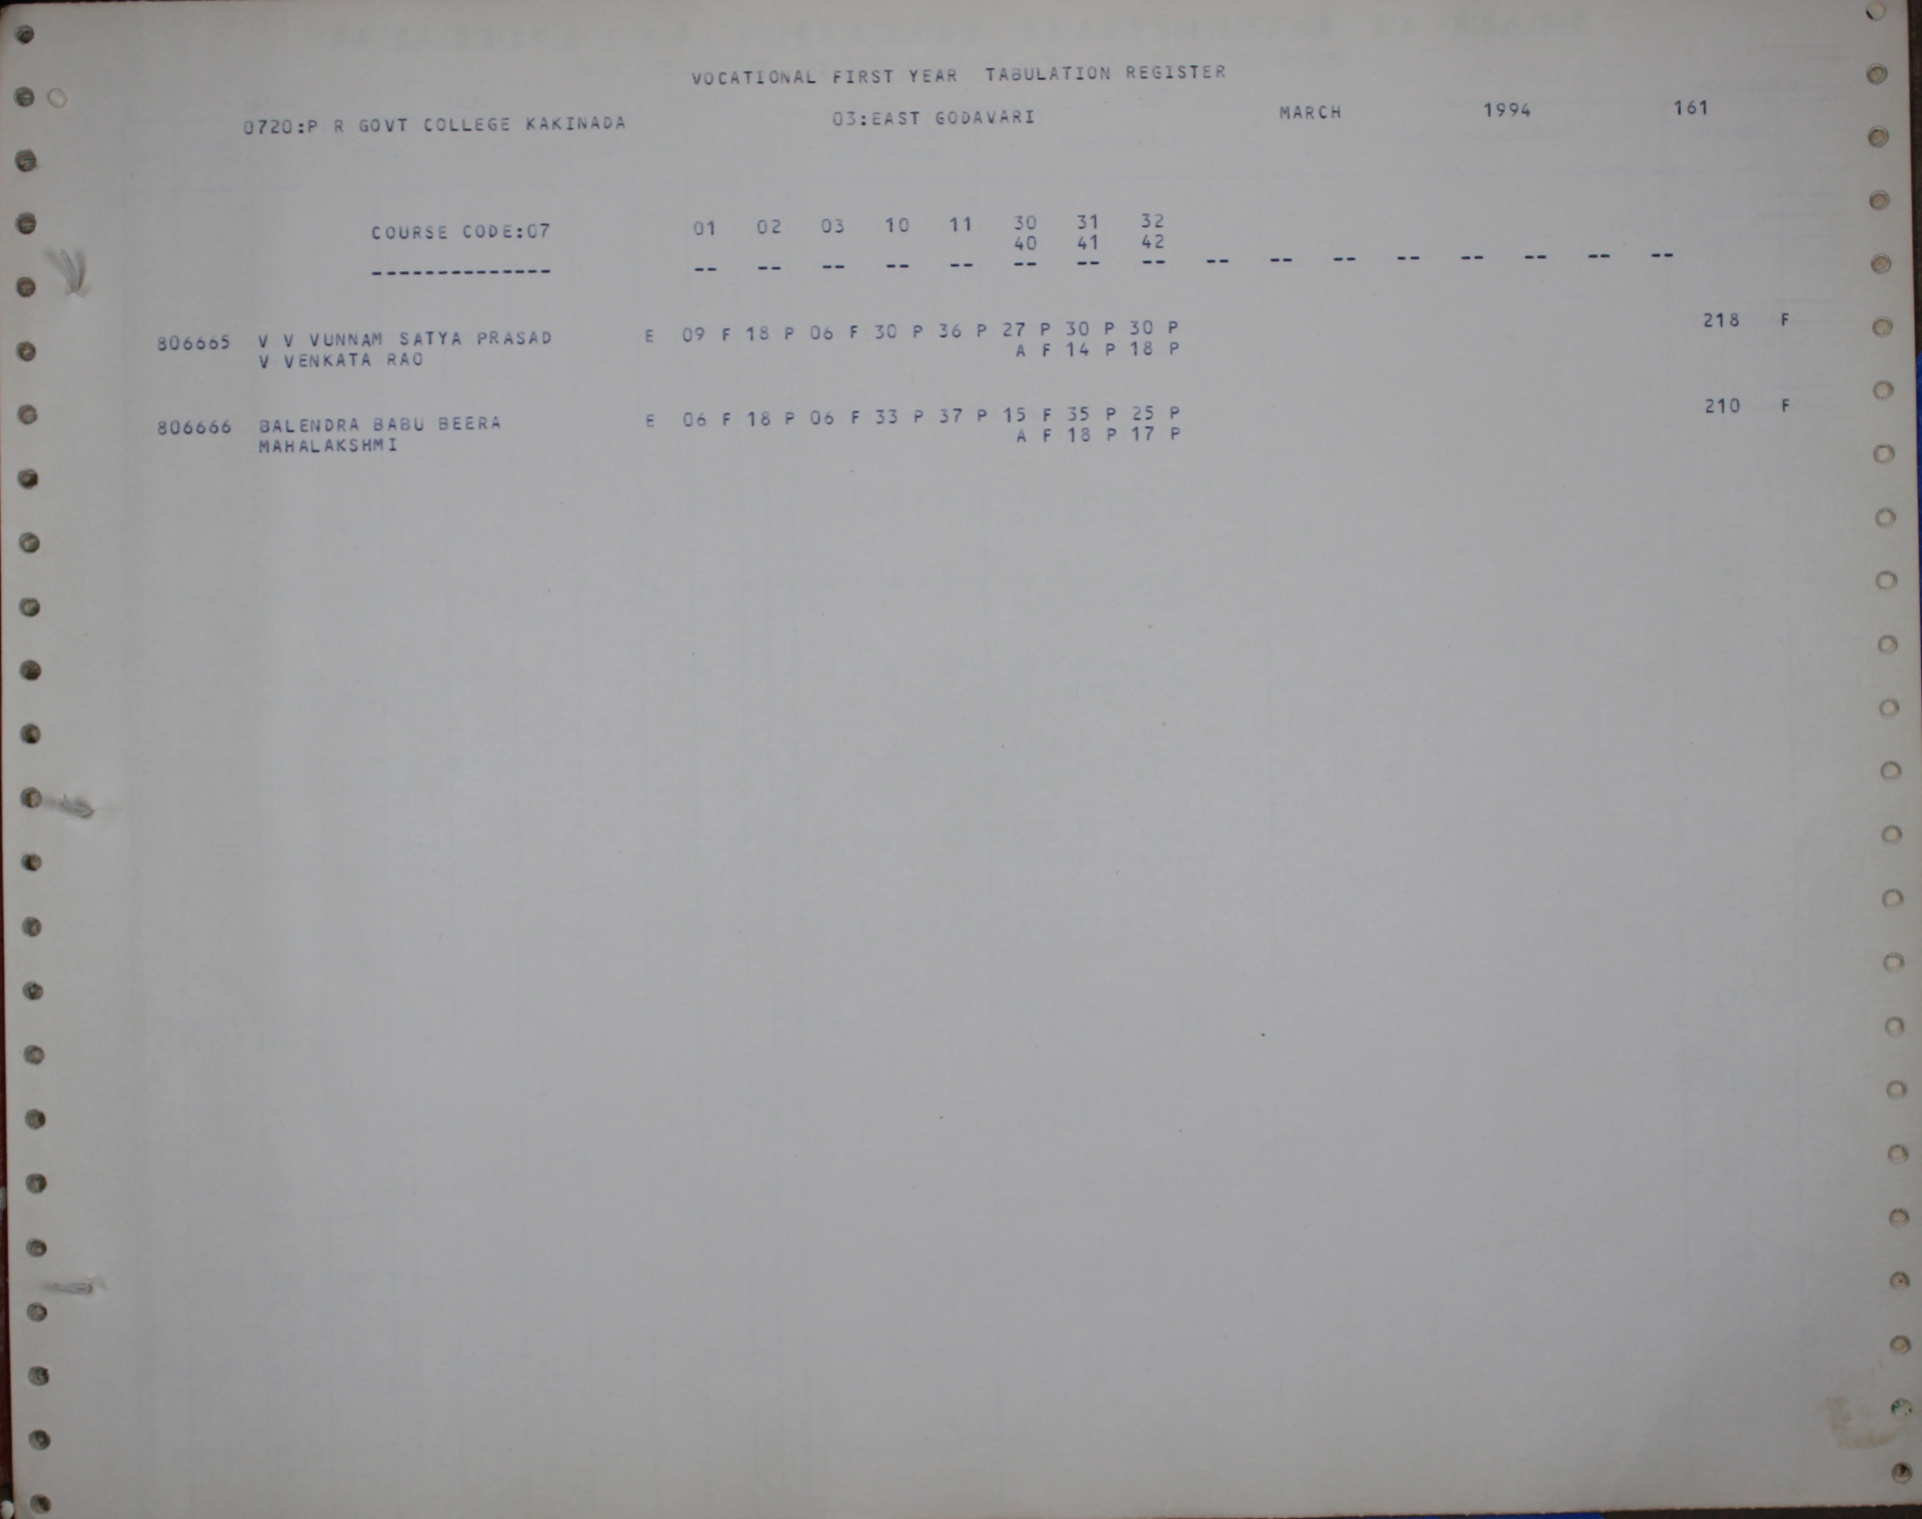 VOCATIONAL FIRST YEAR TABULATION REGISTER
0720:P R GOVT COLLEGE KAKINADA 03:EAST GODAVARI MARCH 1994 161
COURSE CODE:07 01 02 03 10 11 30 31 32
40 41 42
-------------- -- -- -- -- -- -- -- -- -- -- -- -- -- -- -- --
806665 V V VUNNAM SATYA PRASAD E 09 F 18 P 06 F 30 P 36 P 27 P 30 P 30 P 218 F
V VENKATA RAO A F 14 P 18 P
806666 BALENDRA BABU BEERA E 06 F 18 P 06 F 33 P 37 P 15 F 35 P 25 P 210 F
MAHALAKSHMI A F 18 P 17 P